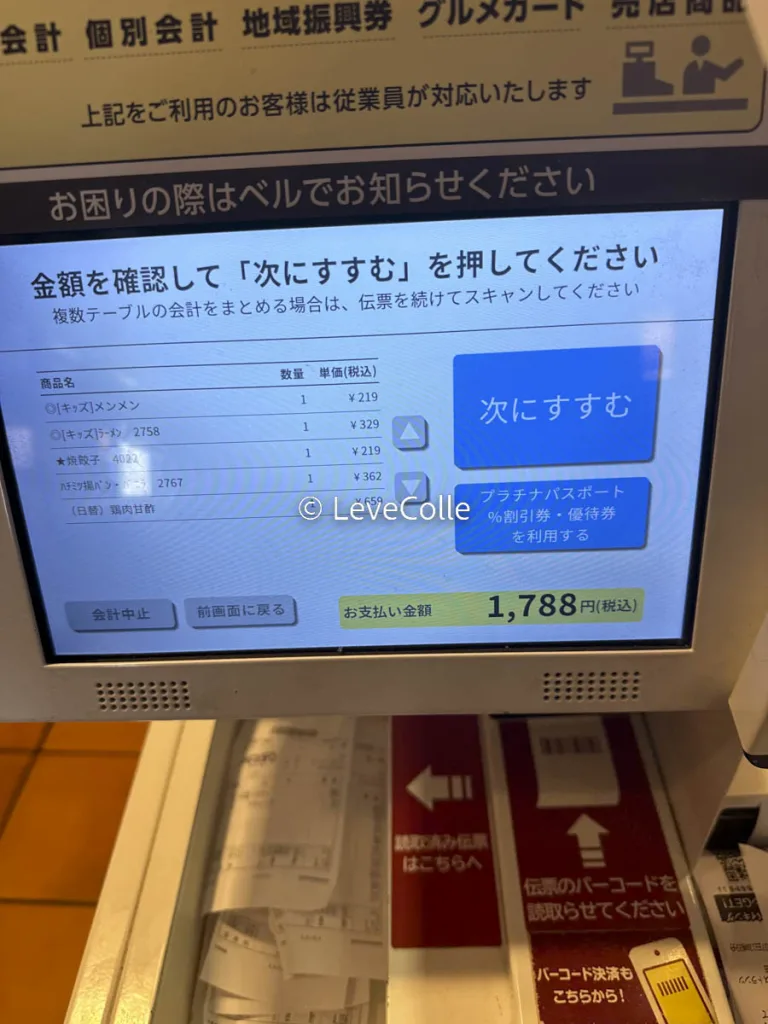 会計 個別会計 地域振興券 グルメカード 売店商品
上記をご利用のお客様は従業員が対応いたします
お困りの際はベルでお知らせください
金額を確認して「次にすすむ」を押してください
複数テーブルの会計をまとめる場合は、伝票を続けてスキャンしてください
商品名 数量 単価(税込)
◎[キッズ]メンメン 1 ¥219
◎[キッズ]ラーメン 2758 1 ¥329
★焼餃子 4022 1 ¥219
2767 1 ¥362
(日替)鶏肉甘酢 ¥659
次にすすむ
プラチナパスポート
%割引券・優待券
を利用する
© LeveColle
会計中止 前画面に戻る お支払い金額 1,788円(税込)
読取済み伝票
はこちらへ
伝票のバーコードを
読取らせてください
バーコード決済も
こちらから!
GET!